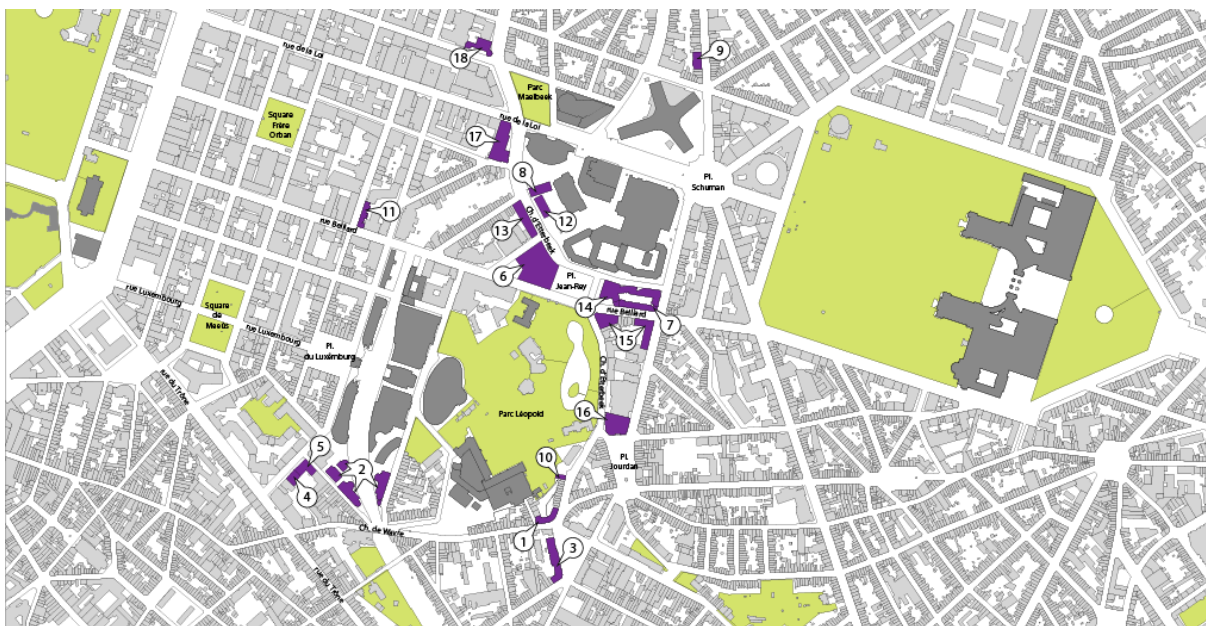 rue de la Loi
18
9
Parc
Maelbeek
Square
Frère
Orban
rue de la Loi
17
8
Pl.
Schuman
11
12
13
Ch. d'Etterbeek
rue Belliard
6
Pl.
Jean-Rey
rue Luxembourg
Square
de
Meeûs
14
rue Belliard
7
15
rue Luxembourg
Pl.
du Luxemburg
Ch. d'Etterbeek
rue du Trône
Parc Léopold
16
5
2
10
Pl.
Jourdan
4
Ch. de Wavre
1
3
rue du Trône